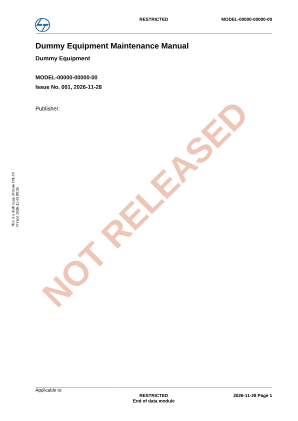 RESTRICTED
MODEL-00000-00000-00
Dummy Equipment Maintenance Manual
Dummy Equipment
MODEL-00000-00000-00
Issue No. 001, 2026-11-28
Publisher:
NOT RELEASED
Applicable to
RESTRICTED
2026-11-28 Page 1
End of data module